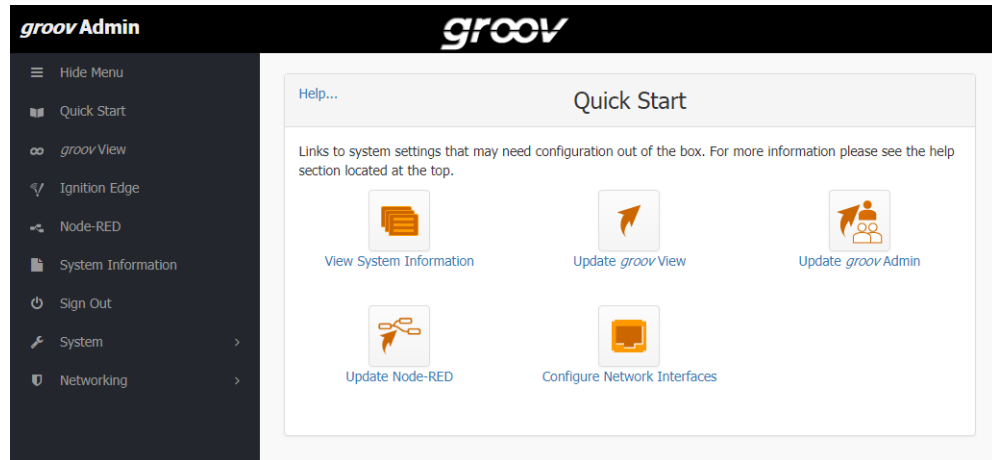 groov Admin
groov
Hide Menu
Quick Start
groov View
Ignition Edge
Node-RED
System Information
Sign Out
System
Networking
Help...
Quick Start
Links to system settings that may need configuration out of the box. For more information please see the help
section located at the top.
View System Information
Update groov View
Update groov Admin
Update Node-RED
Configure Network Interfaces